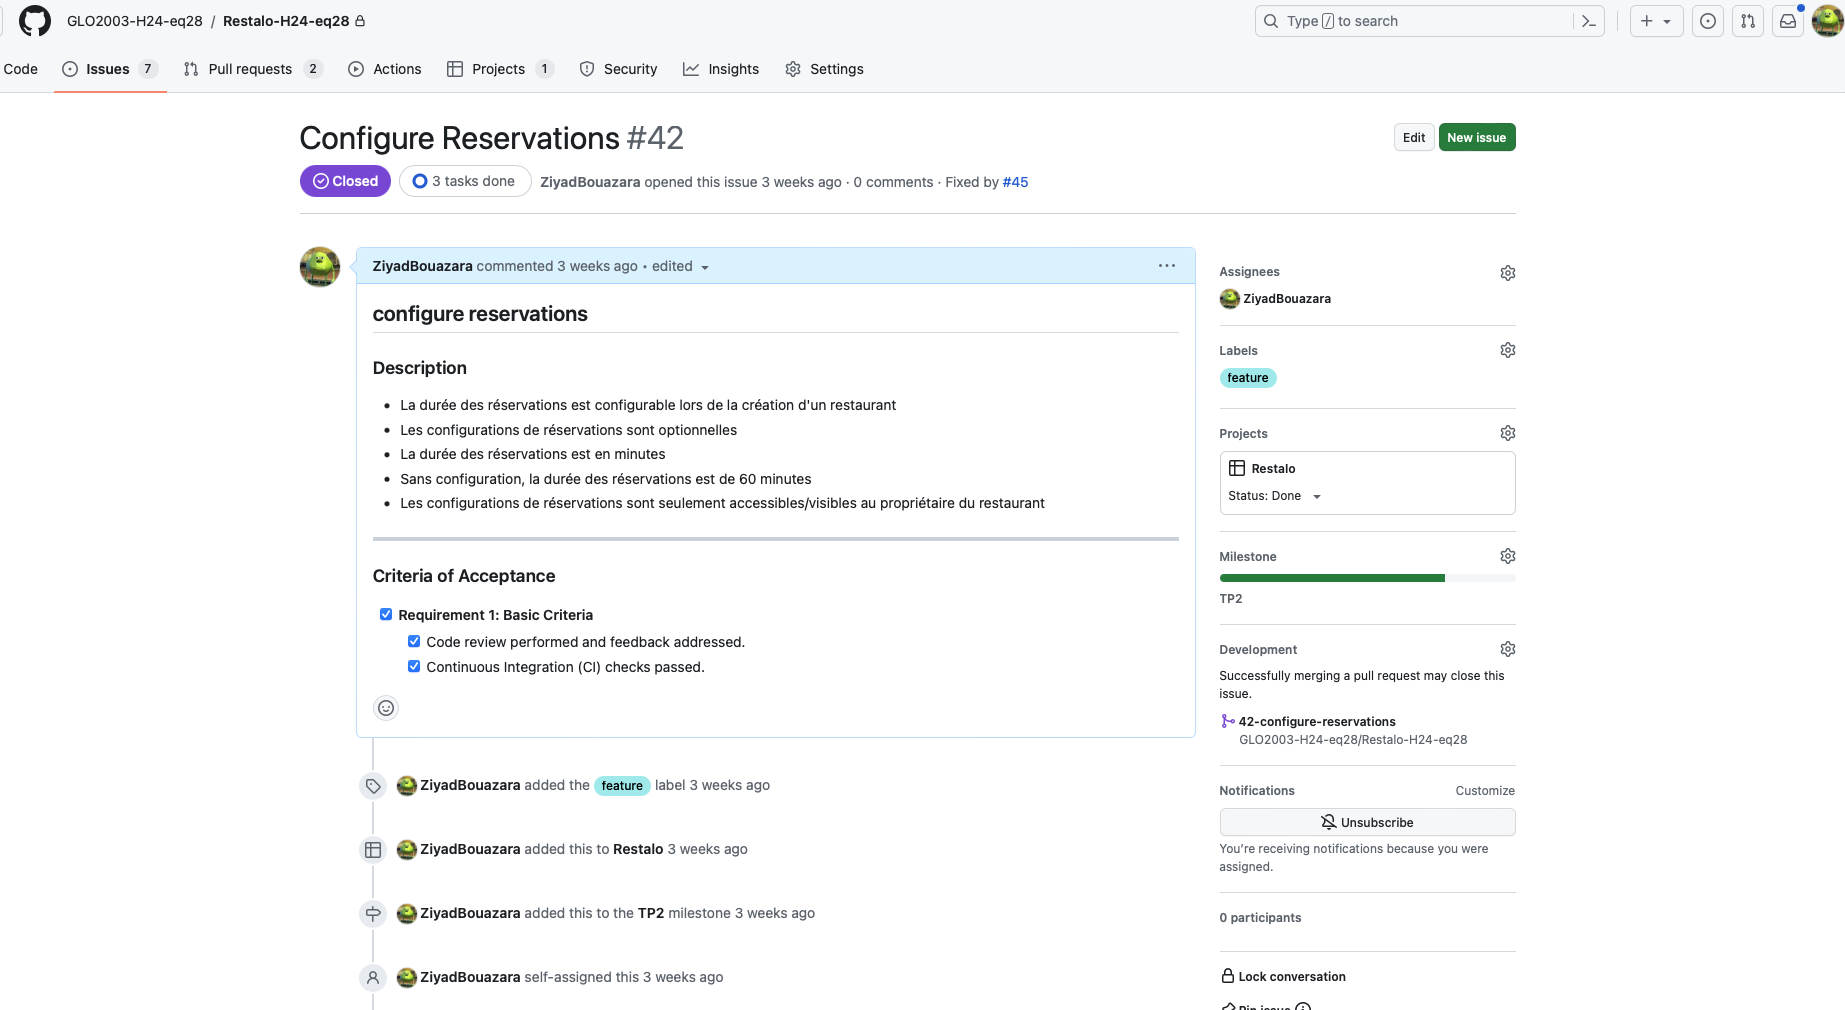 GLO2003-H24-eq28 / Restalo-H24-eq28
Type / to search
Code Issues 7 Pull requests 2 Actions Projects 1 Security Insights Settings
Configure Reservations #42
Edit New issue
Closed 3 tasks done ZiyadBouazara opened this issue 3 weeks ago · 0 comments · Fixed by #45
ZiyadBouazara commented 3 weeks ago • edited
configure reservations
Description
• La durée des réservations est configurable lors de la création d'un restaurant
• Les configurations de réservations sont optionnelles
• La durée des réservations est en minutes
• Sans configuration, la durée des réservations est de 60 minutes
• Les configurations de réservations sont seulement accessibles/visibles au propriétaire du restaurant
Criteria of Acceptance
Requirement 1: Basic Criteria
Code review performed and feedback addressed.
Continuous Integration (CI) checks passed.
ZiyadBouazara added the feature label 3 weeks ago
ZiyadBouazara added this to Restalo 3 weeks ago
ZiyadBouazara added this to the TP2 milestone 3 weeks ago
ZiyadBouazara self-assigned this 3 weeks ago
Assignees
ZiyadBouazara
Labels
feature
Projects
Restalo
Status: Done
Milestone
TP2
Development
Successfully merging a pull request may close this
issue.
42-configure-reservations
GLO2003-H24-eq28/Restalo-H24-eq28
Notifications Customize
Unsubscribe
You're receiving notifications because you were
assigned.
0 participants
Lock conversation
Pin issue